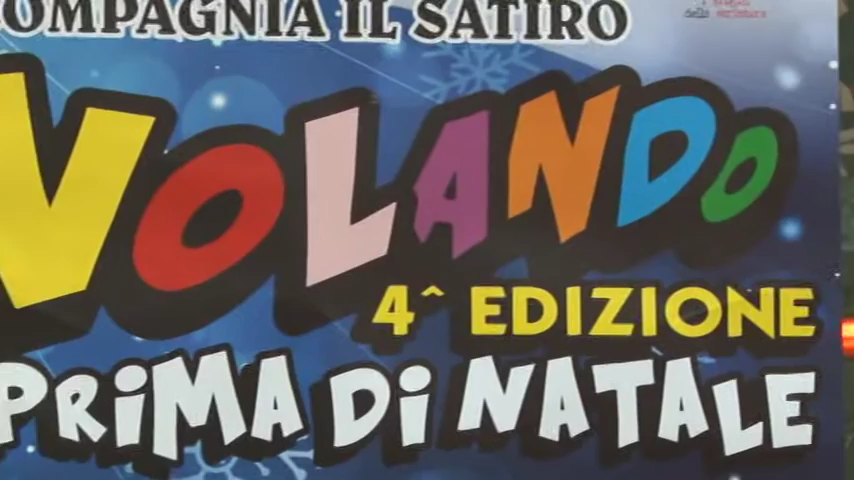 COMPAGNIA IL SATIRO
VOLANDO
4^ EDIZIONE
PRIMA DI NATALE